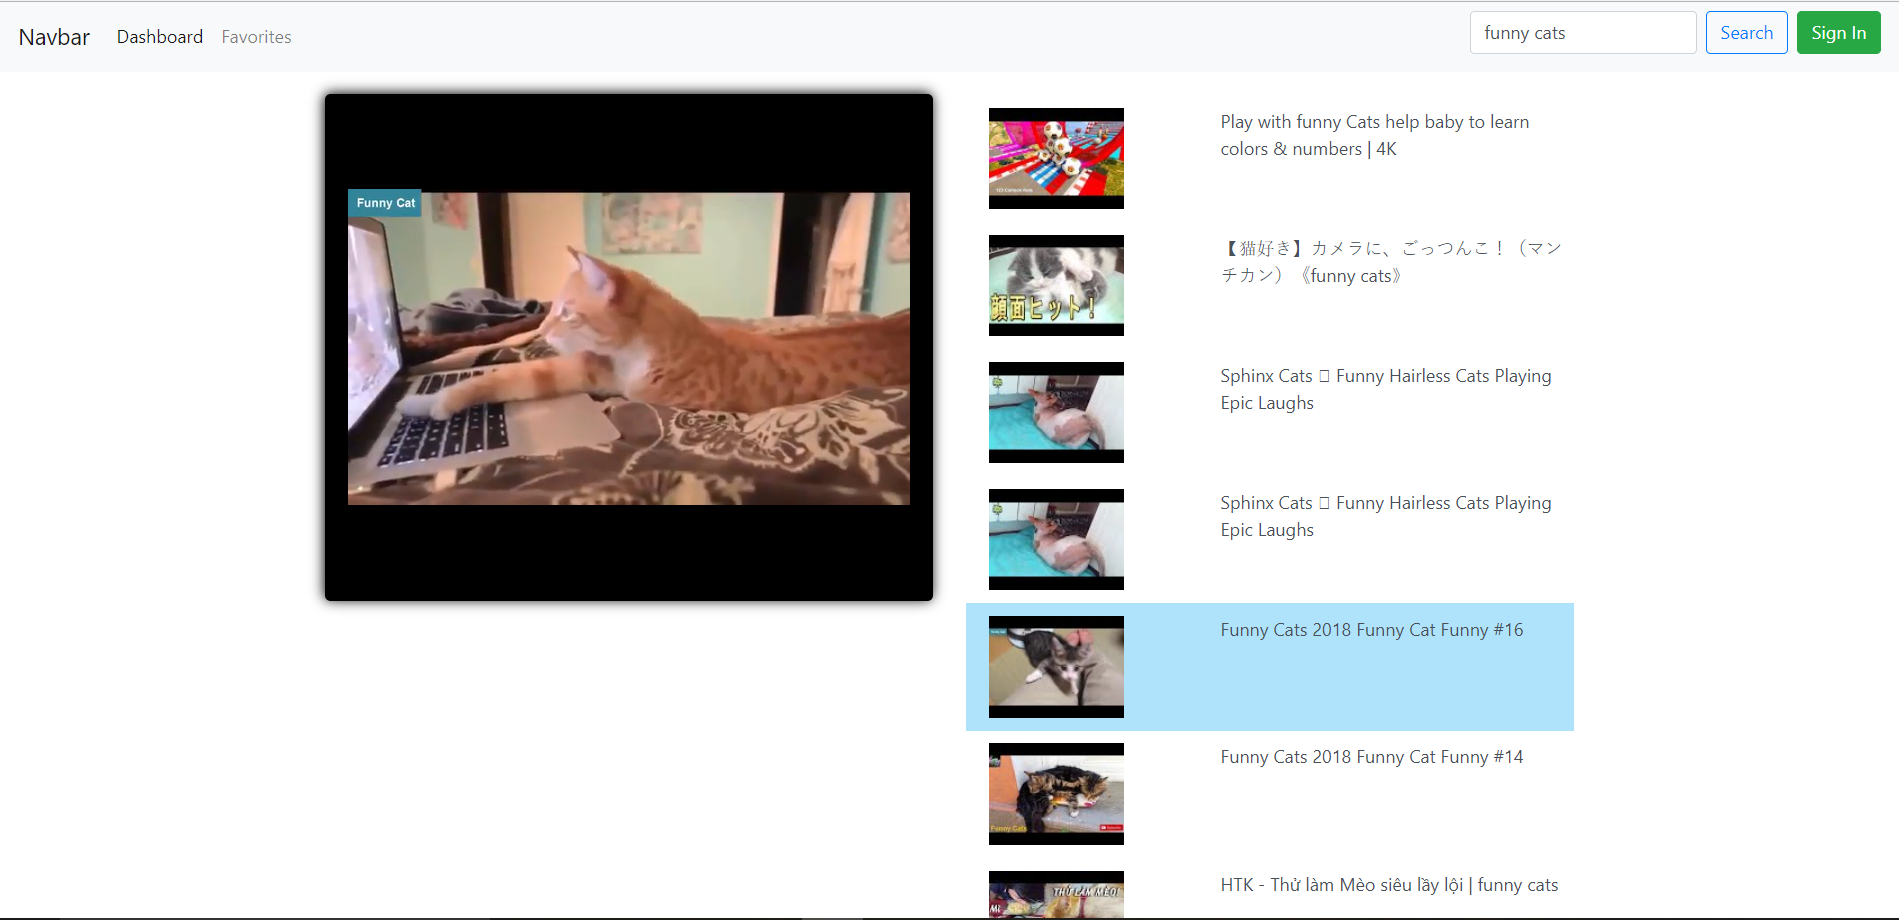 Navbar
Dashboard
Favorites
funny cats
Search
Sign In
Funny Cat
Play with funny Cats help baby to learn
colors & numbers | 4K
【猫好き】カメラに、ごっつんこ！（マン
チカン）《funny cats》
顔面ヒット！
Sphinx Cats □ Funny Hairless Cats Playing
Epic Laughs
Sphinx Cats □ Funny Hairless Cats Playing
Epic Laughs
Funny Cats 2018 Funny Cat Funny #16
Funny Cats 2018 Funny Cat Funny #14
Funny Cats
HTK - Thử làm Mèo siêu lầy lội | funny cats
THỬ LÀM MÈO!